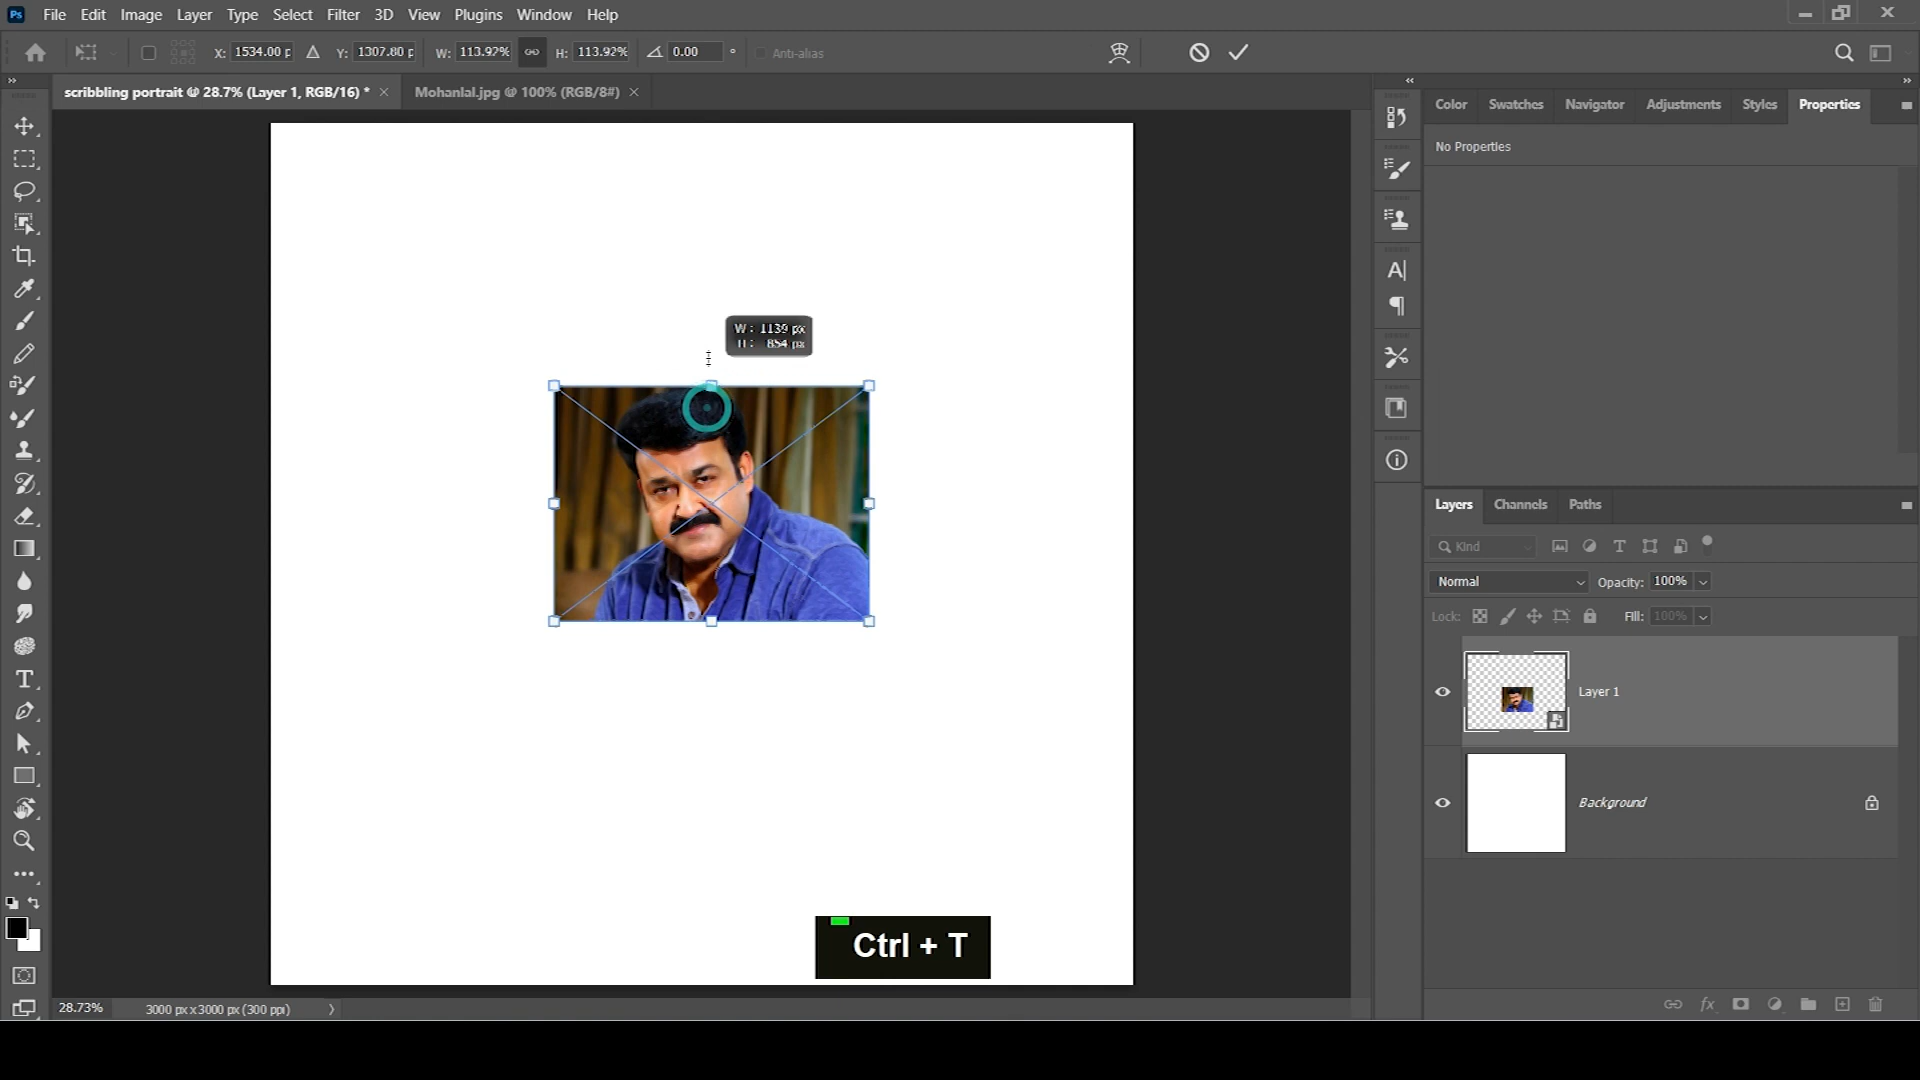 Ps File Edit Image Layer Type Select Filter 3D View Plugins Window Help
X: 1534.00 p Y: 1307.80 p W: 113.92% H: 113.92% 0.00 ° Anti-alias
scribbling portrait @ 28.7% (Layer 1, RGB/16) * Mohanlal.jpg @ 100% (RGB/8#)
Color Swatches Navigator Adjustments Styles Properties
No Properties
W: 1139 px
H: 854 px
Layers Channels Paths
Kind
Normal Opacity: 100%
Lock: Fill: 100%
Layer 1
Background
Ctrl + T
28.73% 3000 px x 3000 px (300 ppi)